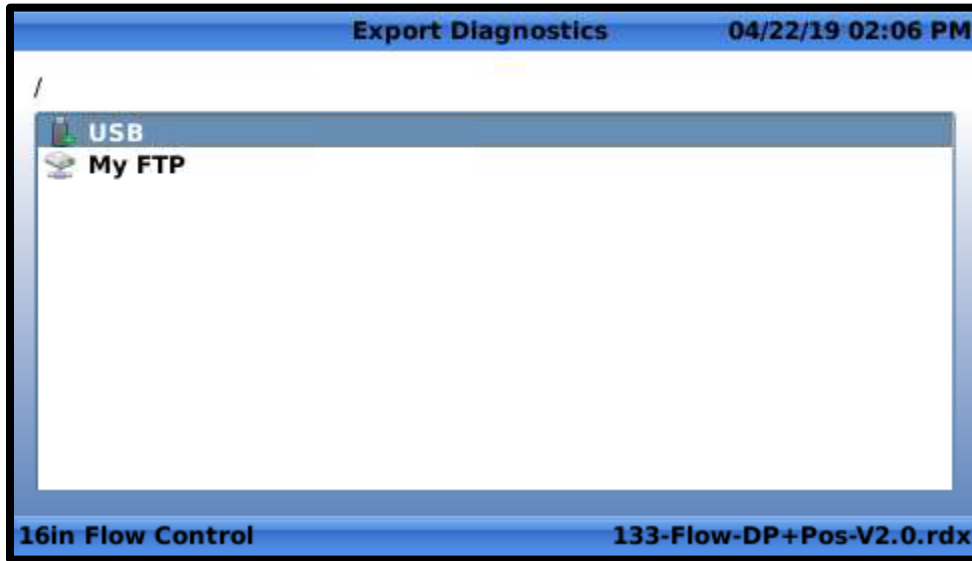 Export Diagnostics 04/22/19 02:06 PM
/
USB
My FTP
16in Flow Control 133-Flow-DP+Pos-V2.0.rdx